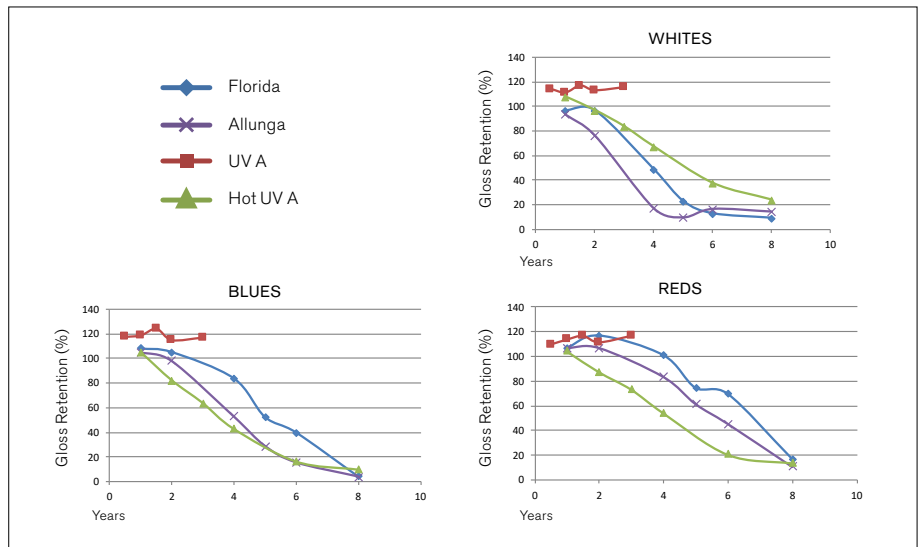 WHITES
Florida
Allunga
UV A
Hot UV A
Gloss Retention (%)
140
120
100
80
60
40
20
0
0 2 4 6 8 10
Years
BLUES
Gloss Retention (%)
140
120
100
80
60
40
20
0
0 2 4 6 8 10
Years
REDS
Gloss Retention (%)
140
120
100
80
60
40
20
0
0 2 4 6 8 10
Years